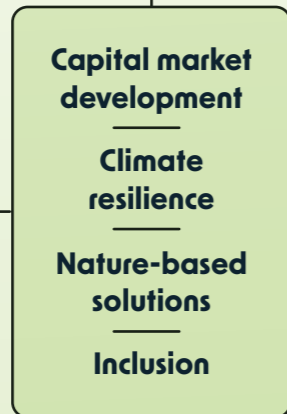 Capital market
development
Climate
resilience
Nature-based
solutions
Inclusion